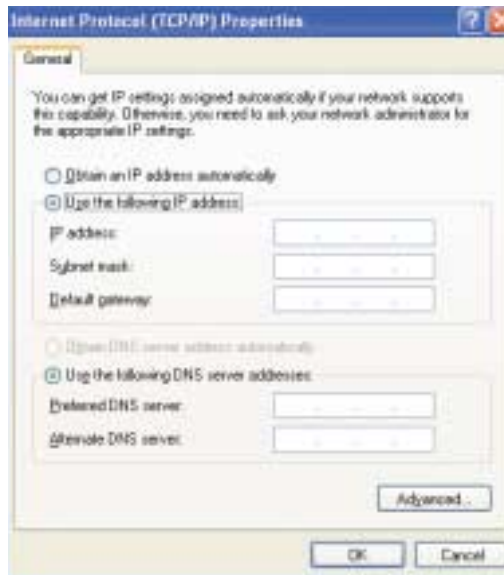 Internet Protocol (TCP/IP) Properties
General
You can get IP settings assigned automatically if your network supports
this capability. Otherwise, you need to ask your network administrator for
the appropriate IP settings.
Obtain an IP address automatically
Use the following IP address:
IP address:
Subnet mask:
Default gateway:
Obtain DNS server address automatically
Use the following DNS server addresses:
Preferred DNS server:
Alternate DNS server:
Advanced...
OK
Cancel